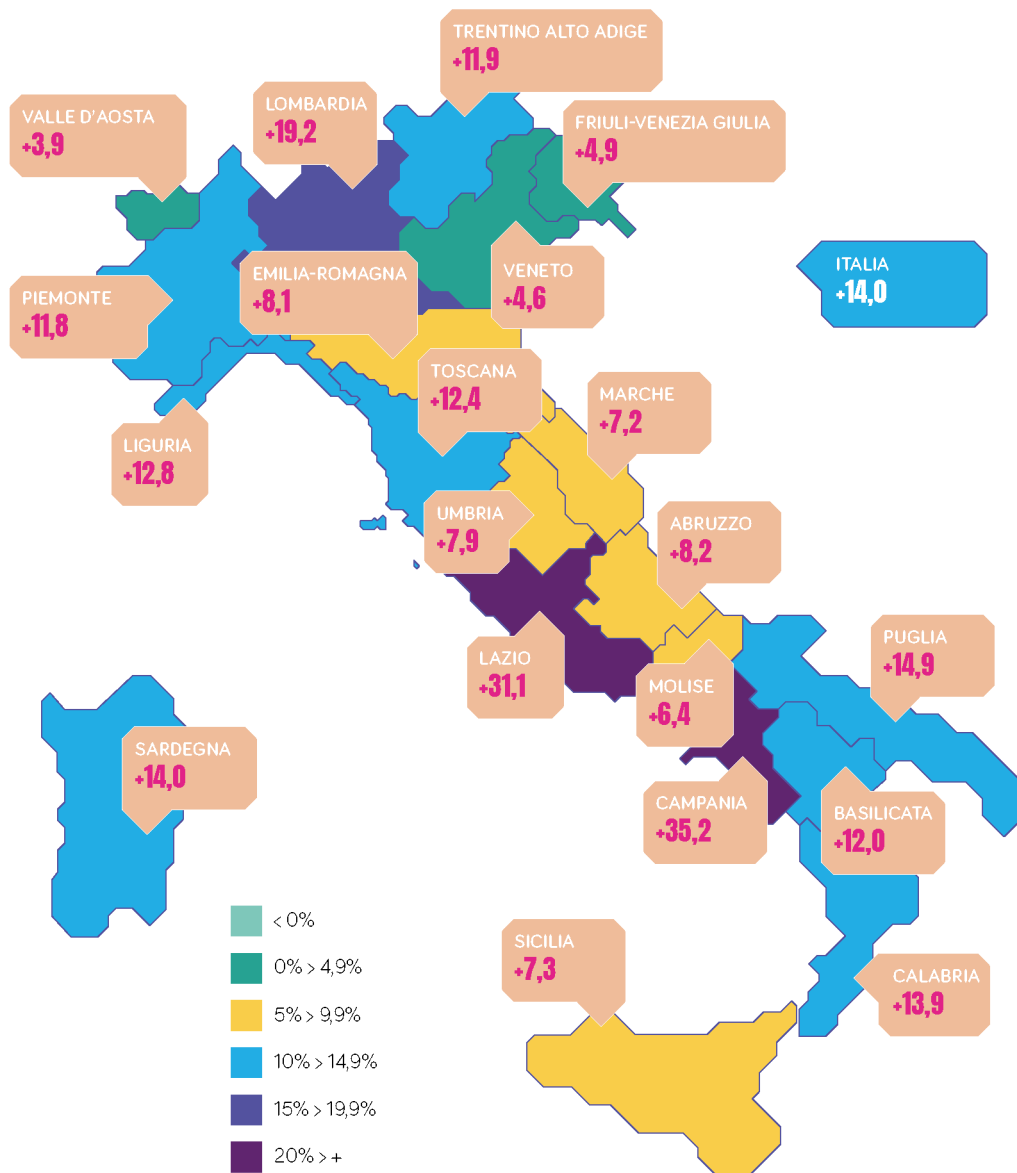 TRENTINO ALTO ADIGE
+11,9
VALLE D'AOSTA
+3,9
LOMBARDIA
+19,2
FRIULI-VENEZIA GIULIA
+4,9
EMILIA-ROMAGNA
+8,1
VENETO
+4,6
ITALIA
+14,0
PIEMONTE
+11,8
TOSCANA
+12,4
MARCHE
+7,2
LIGURIA
+12,8
UMBRIA
+7,9
ABRUZZO
+8,2
LAZIO
+31,1
MOLISE
+6,4
PUGLIA
+14,9
SARDEGNA
+14,0
CAMPANIA
+35,2
BASILICATA
+12,0
SICILIA
+7,3
CALABRIA
+13,9
< 0%
0% > 4,9%
5% > 9,9%
10% > 14,9%
15% > 19,9%
20% > +